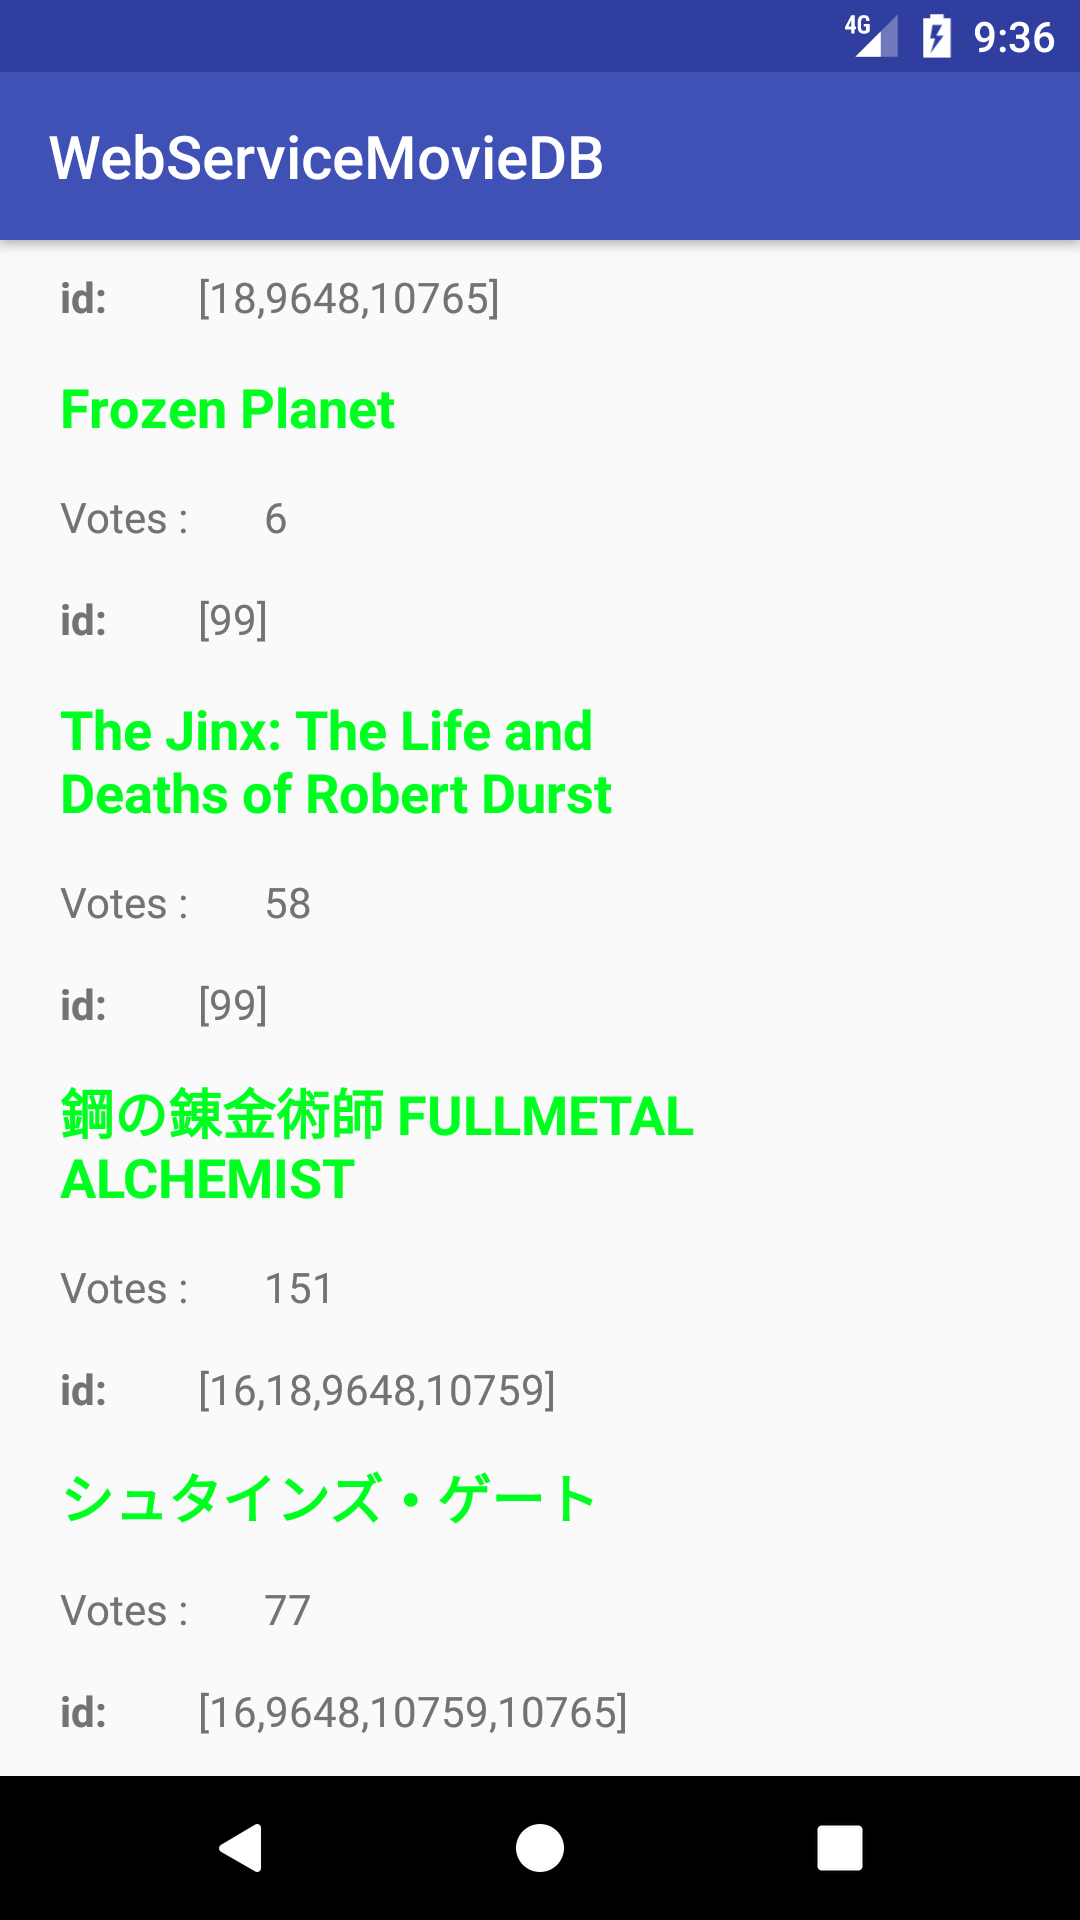 4G 9:36
WebServiceMovieDB
id: [18,9648,10765]
Frozen Planet
Votes : 6
id: [99]
The Jinx: The Life and
Deaths of Robert Durst
Votes : 58
id: [99]
鋼の錬金術師 FULLMETAL
ALCHEMIST
Votes : 151
id: [16,18,9648,10759]
シュタインズ・ゲート
Votes : 77
id: [16,9648,10759,10765]